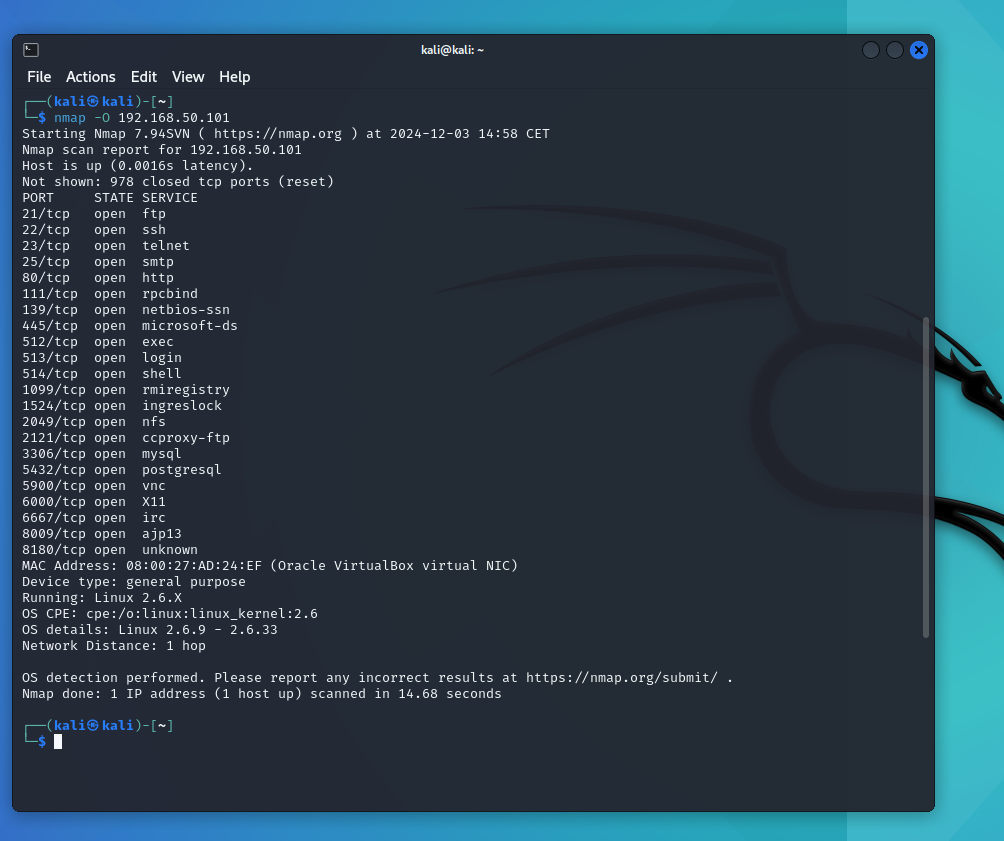 kali@kali: ~
File Actions Edit View Help
┌──(kali㉿kali)-[~]
└─$ nmap -O 192.168.50.101
Starting Nmap 7.94SVN ( https://nmap.org ) at 2024-12-03 14:58 CET
Nmap scan report for 192.168.50.101
Host is up (0.0016s latency).
Not shown: 978 closed tcp ports (reset)
PORT     STATE SERVICE
21/tcp   open  ftp
22/tcp   open  ssh
23/tcp   open  telnet
25/tcp   open  smtp
80/tcp   open  http
111/tcp  open  rpcbind
139/tcp  open  netbios-ssn
445/tcp  open  microsoft-ds
512/tcp  open  exec
513/tcp  open  login
514/tcp  open  shell
1099/tcp open  rmiregistry
1524/tcp open  ingreslock
2049/tcp open  nfs
2121/tcp open  ccproxy-ftp
3306/tcp open  mysql
5432/tcp open  postgresql
5900/tcp open  vnc
6000/tcp open  X11
6667/tcp open  irc
8009/tcp open  ajp13
8180/tcp open  unknown
MAC Address: 08:00:27:AD:24:EF (Oracle VirtualBox virtual NIC)
Device type: general purpose
Running: Linux 2.6.X
OS CPE: cpe:/o:linux:linux_kernel:2.6
OS details: Linux 2.6.9 - 2.6.33
Network Distance: 1 hop
OS detection performed. Please report any incorrect results at https://nmap.org/submit/ .
Nmap done: 1 IP address (1 host up) scanned in 14.68 seconds
┌──(kali㉿kali)-[~]
└─$